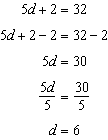 5d + 2 = 32
5d + 2 – 2 = 32 – 2
5d = 30
5d/5 = 30/5
d = 6